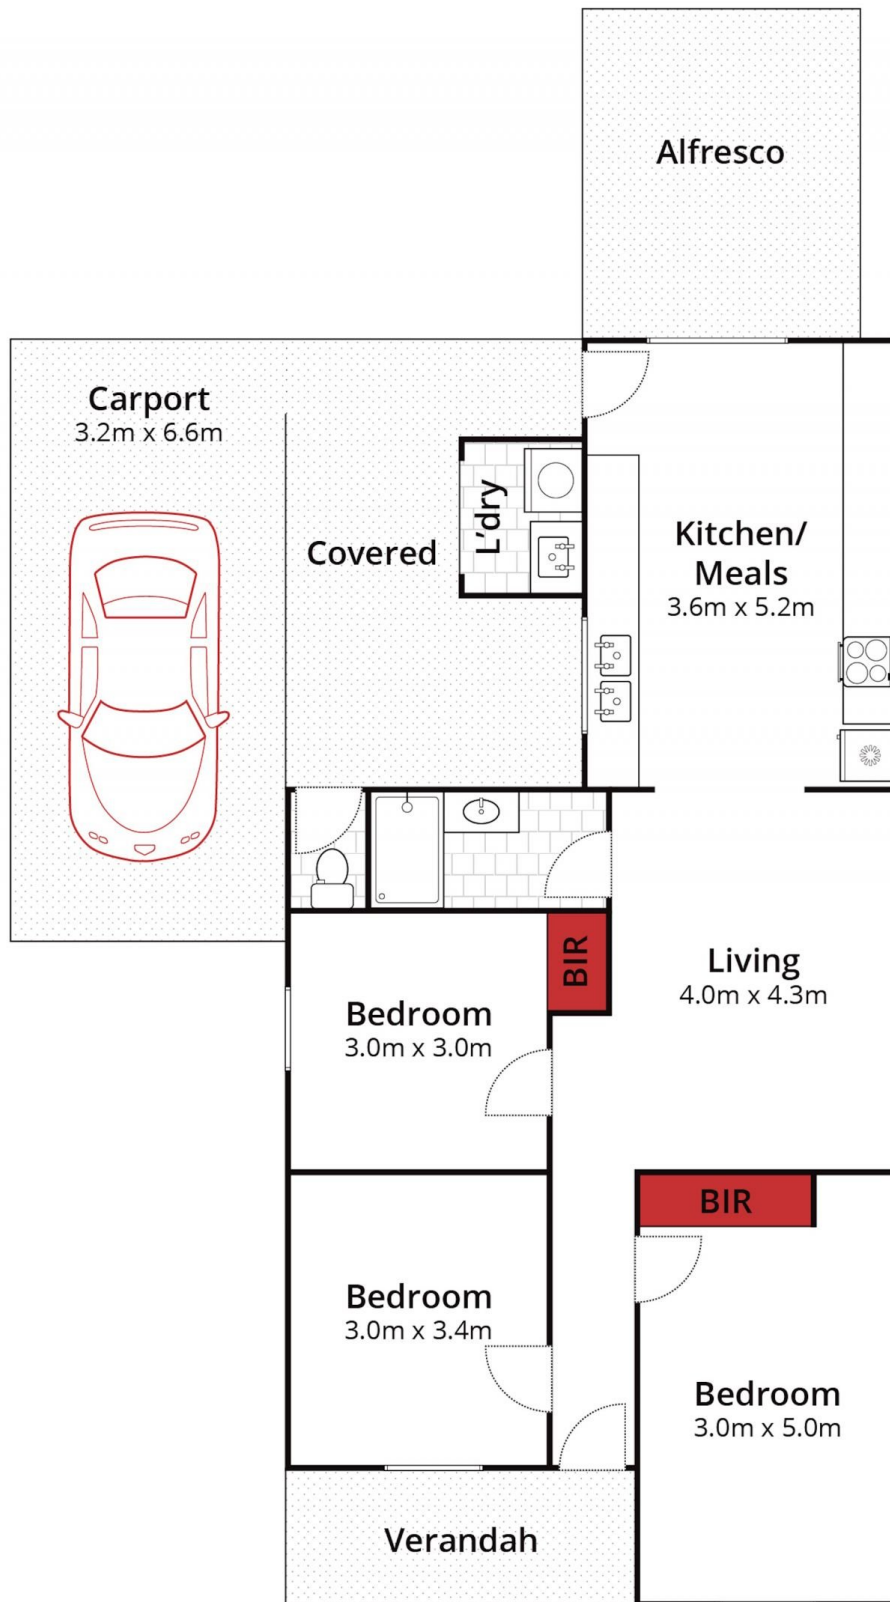 Alfresco
Carport
3.2m x 6.6m
L'dry
Covered
Kitchen/
Meals
3.6m x 5.2m
BIR
Living
4.0m x 4.3m
Bedroom
3.0m x 3.0m
BIR
Bedroom
3.0m x 3.4m
Bedroom
3.0m x 5.0m
Verandah